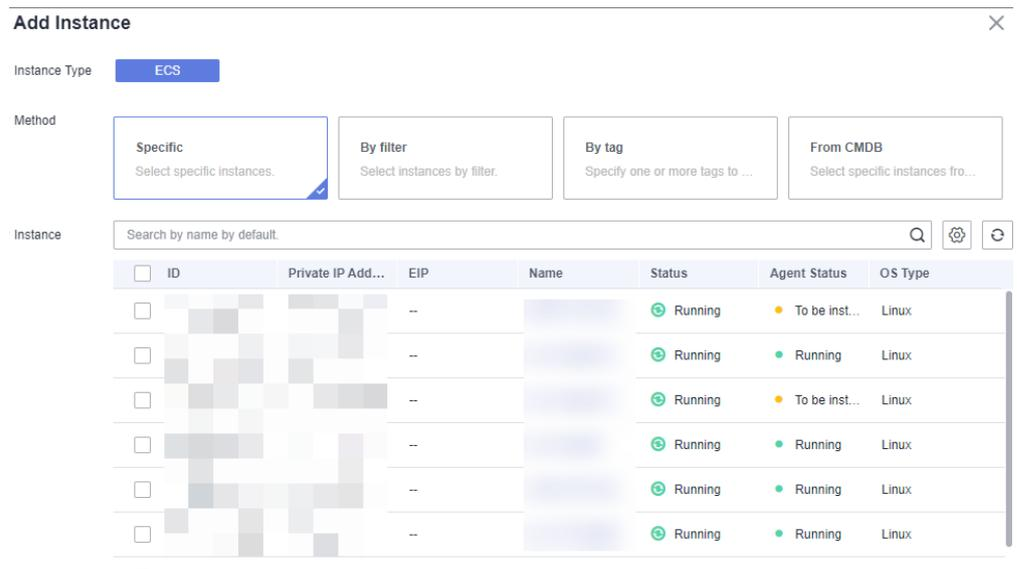 Add Instance
Instance Type ECS
Method
Specific By filter By tag From CMDB
Select specific instances. Select instances by filter. Specify one or more tags to ... Select specific instances fro...
Instance Search by name by default.
ID Private IP Add... EIP Name Status Agent Status OS Type
-- Running To be inst... Linux
-- Running Running Linux
-- Running To be inst... Linux
-- Running Running Linux
-- Running Running Linux
-- Running Running Linux